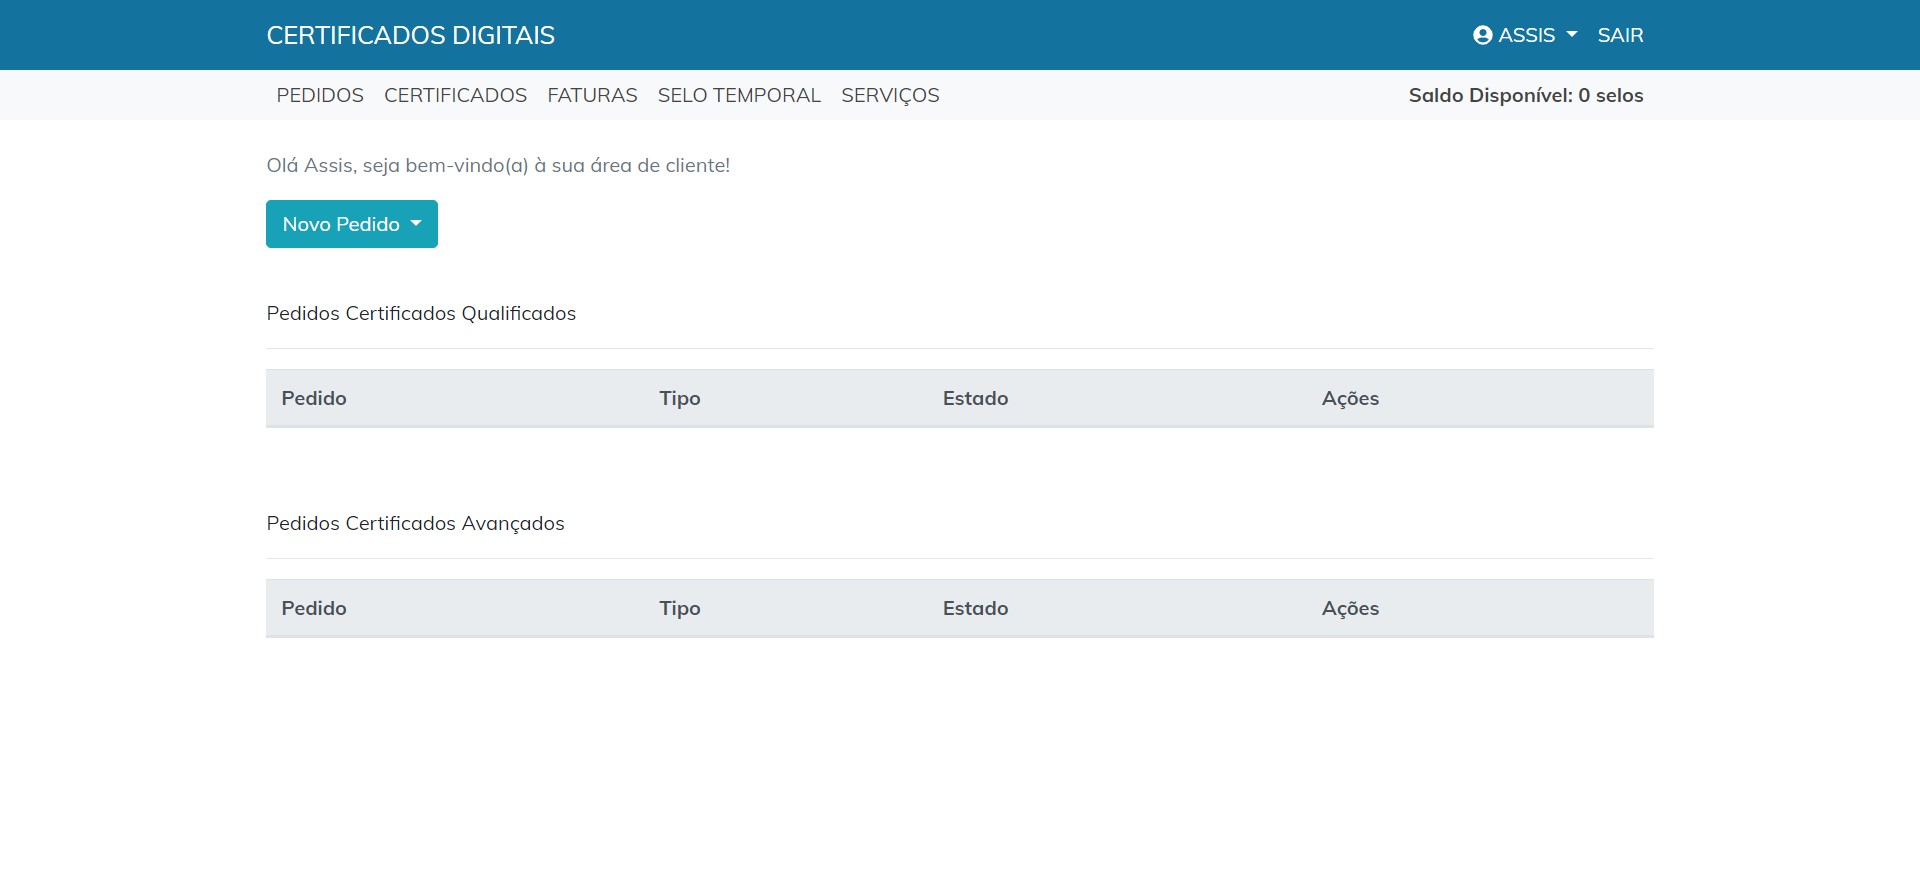 CERTIFICADOS DIGITAIS
ASSIS SAIR
PEDIDOS CERTIFICADOS FATURAS SELO TEMPORAL SERVIÇOS Saldo Disponível: 0 selos
Olá Assis, seja bem-vindo(a) à sua área de cliente!
Novo Pedido
Pedidos Certificados Qualificados
Pedido Tipo Estado Ações
Pedidos Certificados Avançados
Pedido Tipo Estado Ações